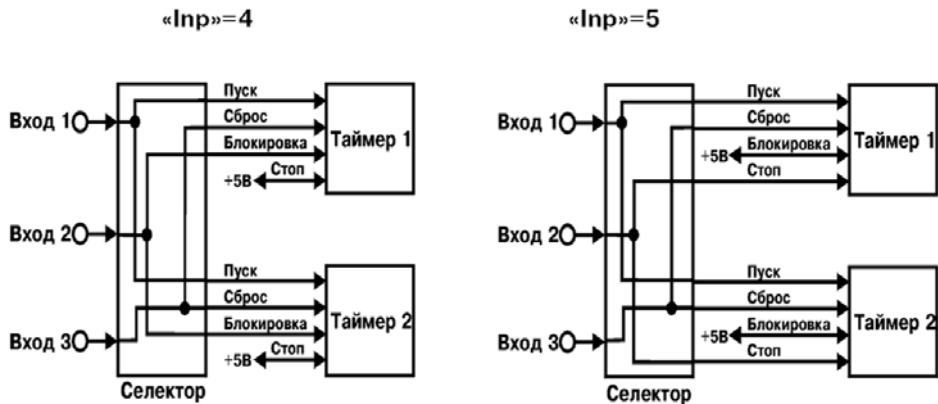 «Inp»=4
Вход 1
Вход 2
Вход 3
Пуск
Сброс
Блокировка
Стоп
+5В
Таймер 1
Пуск
Сброс
Блокировка
Стоп
+5В
Таймер 2
Селектор
«Inp»=5
Вход 1
Вход 2
Вход 3
Пуск
Сброс
Блокировка
+5В
Стоп
Таймер 1
Пуск
Сброс
Блокировка
+5В
Стоп
Таймер 2
Селектор